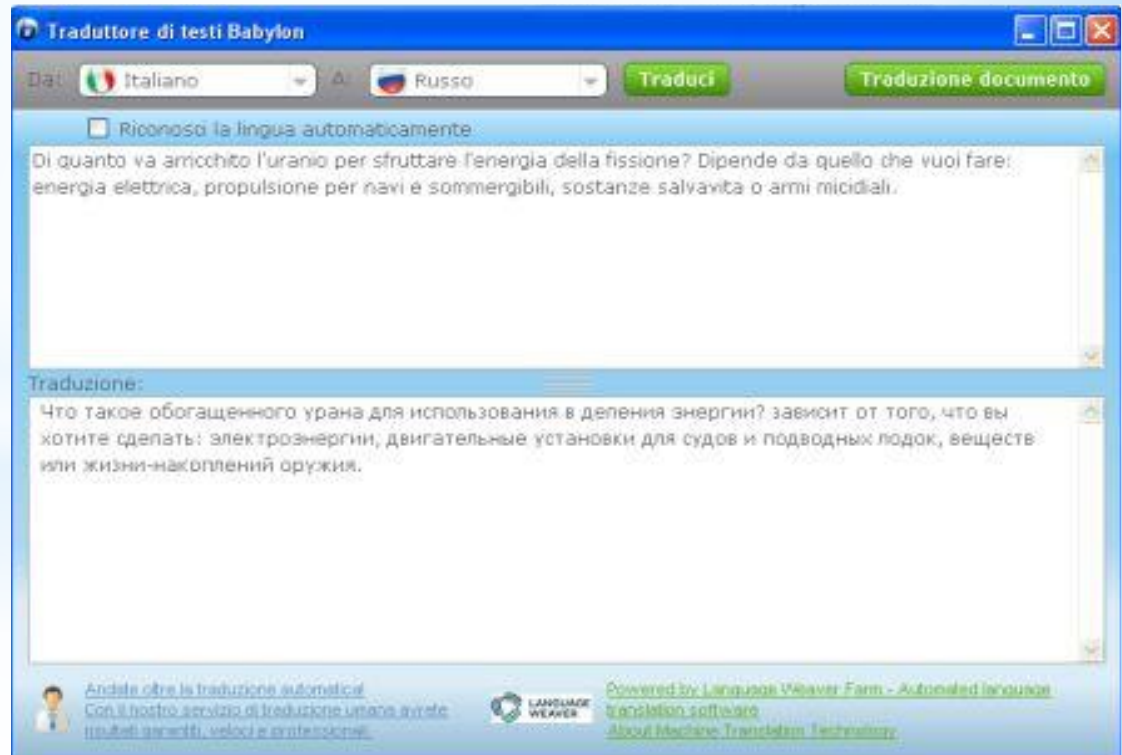 Traduttore di testi Babylon
Da: Italiano A: Russo Traduci Traduzione documento
Riconosci la lingua automaticamente
Di quanto va arricchito l'uranio per sfruttare l'energia della fissione? Dipende da quello che vuoi fare:
energia elettrica, propulsione per navi e sommergibili, sostanze salvavita o armi micidiali.
Traduzione:
Что такое обогащенного урана для использования в деления энергии? зависит от того, что вы
хотите сделать: электроэнергии, двигательные установки для судов и подводных лодок, веществ
или жизни-накоплений оружия.
Andate oltre la traduzione automatica!
Con il nostro servizio di traduzione umana avrete
risultati garantiti, veloci e professionali.
LANGUAGE
WEAVER
Powered by Language Weaver Farm - Automated language
translation software
About Machine Translation Technology